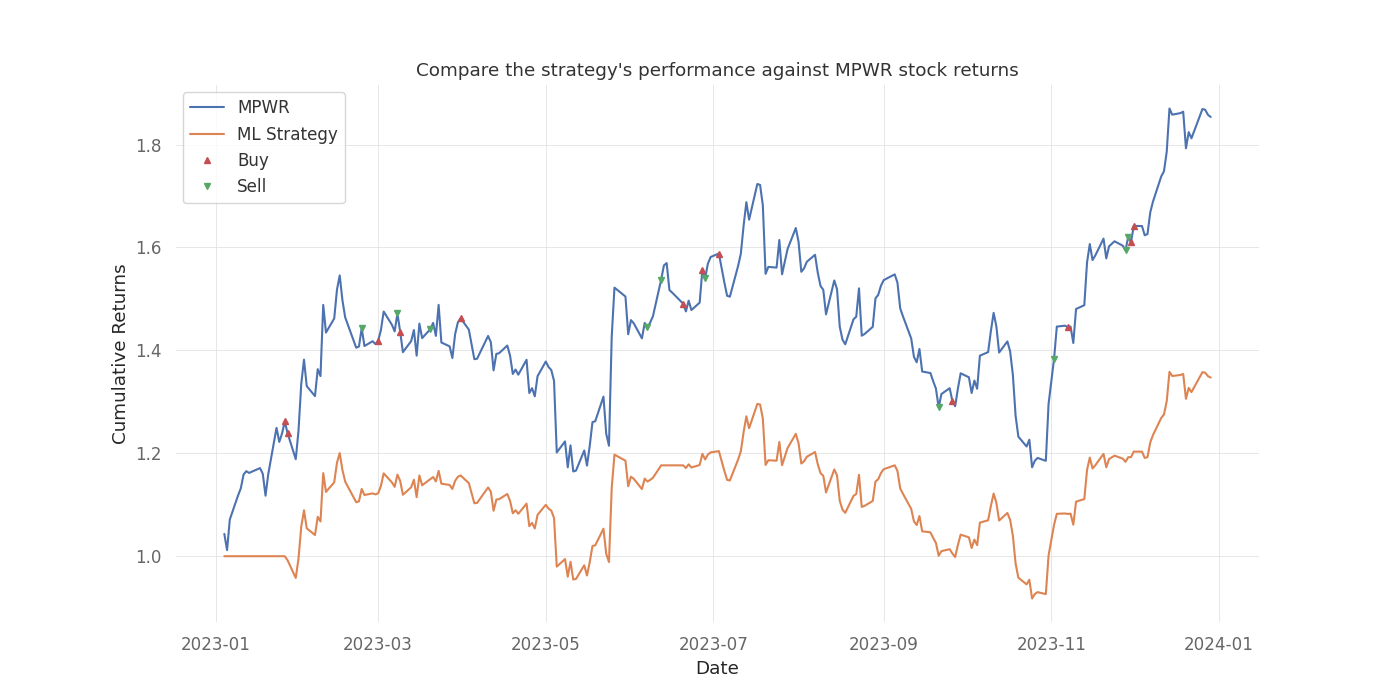 Compare the strategy's performance against MPWR stock returns
MPWR
ML Strategy
Buy
Sell
Cumulative Returns
1.8
1.6
1.4
1.2
1.0
2023-01 2023-03 2023-05 2023-07 2023-09 2023-11 2024-01
Date